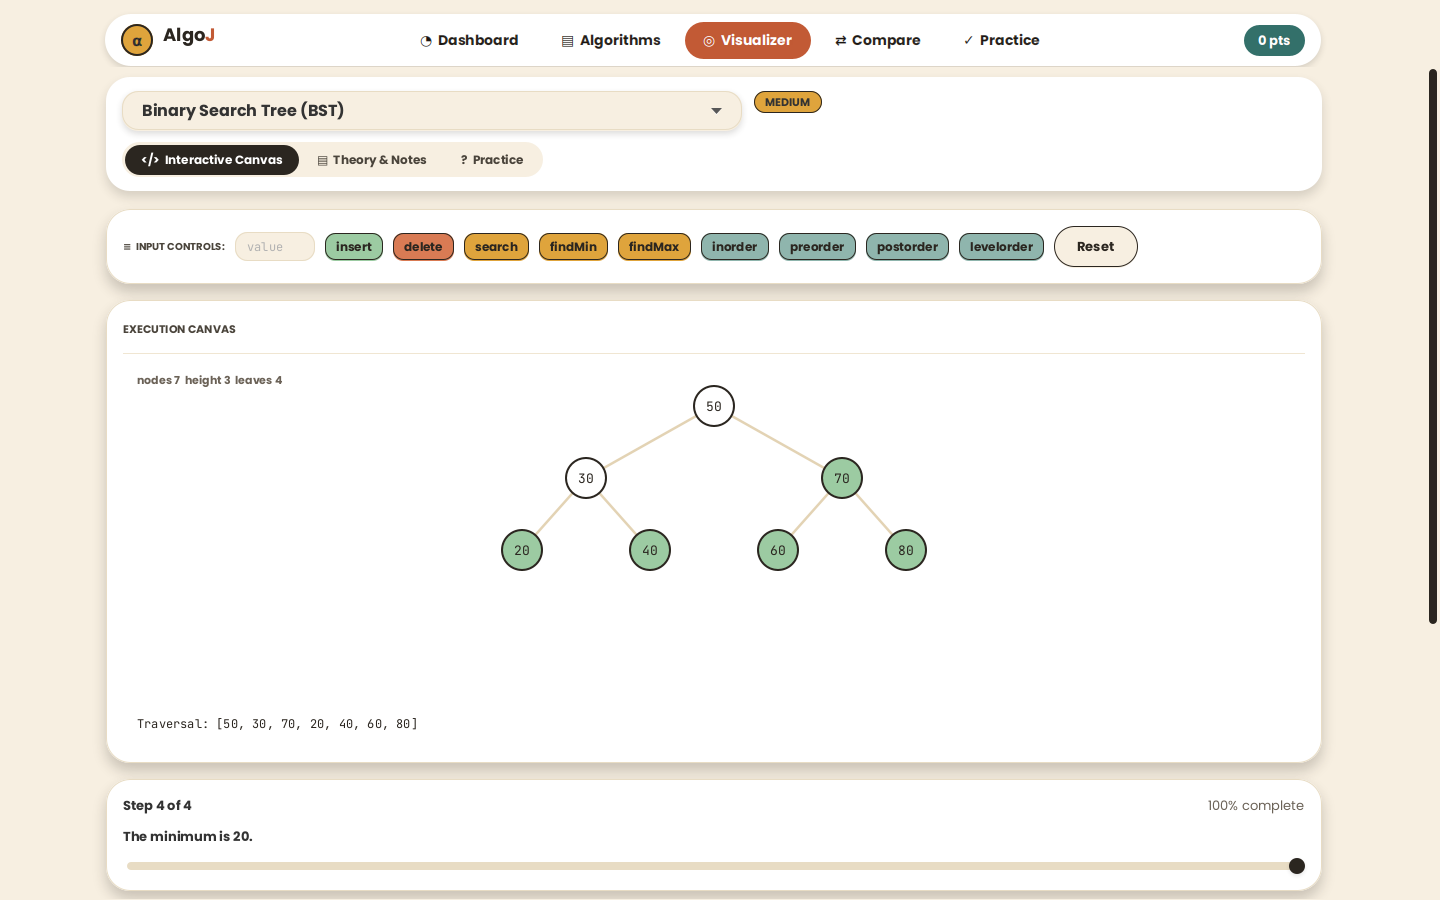 α AlgoJ
Dashboard Algorithms Visualizer Compare Practice
0 pts
Binary Search Tree (BST)
MEDIUM
</> Interactive Canvas Theory & Notes ? Practice
INPUT CONTROLS: value insert delete search findMin findMax inorder preorder postorder levelorder Reset
EXECUTION CANVAS
nodes 7 height 3 leaves 4
50
30 70
20 40 60 80
Traversal: [50, 30, 70, 20, 40, 60, 80]
Step 4 of 4
100% complete
The minimum is 20.